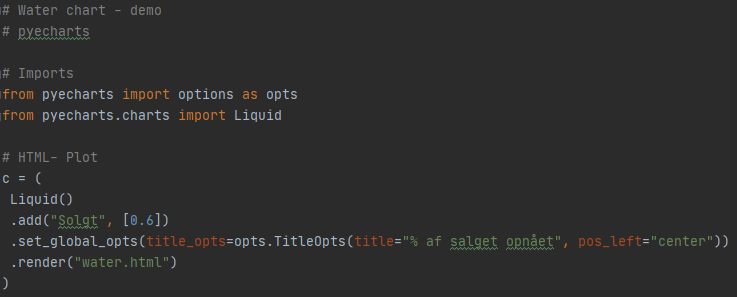 # Water chart - demo
# pyecharts
# Imports
from pyecharts import options as opts
from pyecharts.charts import Liquid
# HTML- Plot
c = (
Liquid()
.add("Solgt", [0.6])
.set_global_opts(title_opts=opts.TitleOpts(title="% af salget opnået", pos_left="center"))
.render("water.html")
)